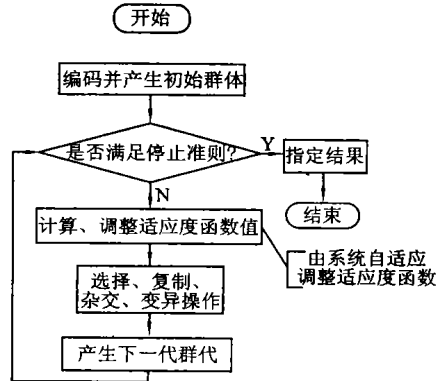 开始
编码并产生初始群体
是否满足停止准则?
Y
指定结果
N
结束
计算、调整适应度函数值
由系统自适应
调整适应度函数
选择、复制、
杂交、变异操作
产生下一代群代